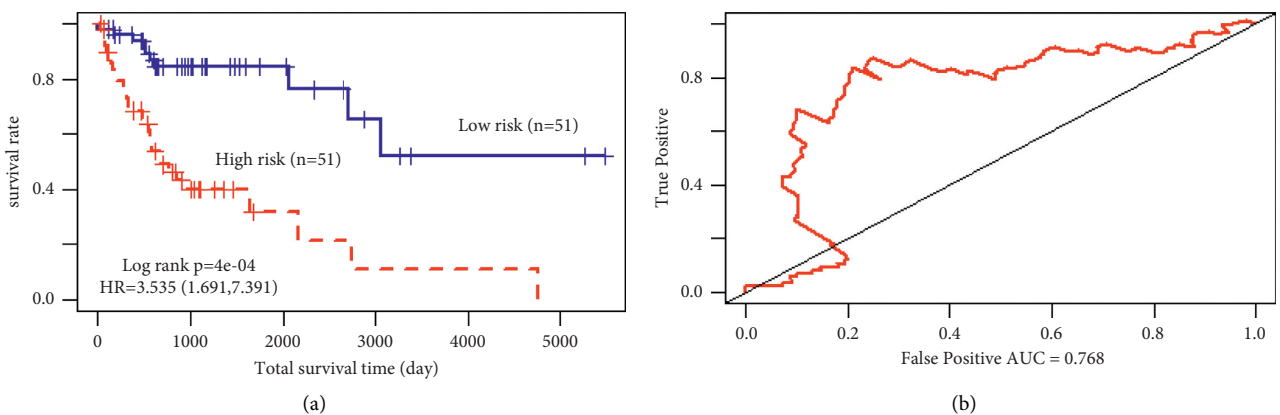 survival rate
0.8
0.4
0.0
Low risk (n=51)
High risk (n=51)
Log rank p=4e-04
HR=3.535 (1.691,7.391)
0 1000 2000 3000 4000 5000
Total survival time (day)
(a)
True Positive
0.8
0.4
0.0
0.0 0.2 0.4 0.6 0.8 1.0
False Positive AUC = 0.768
(b)